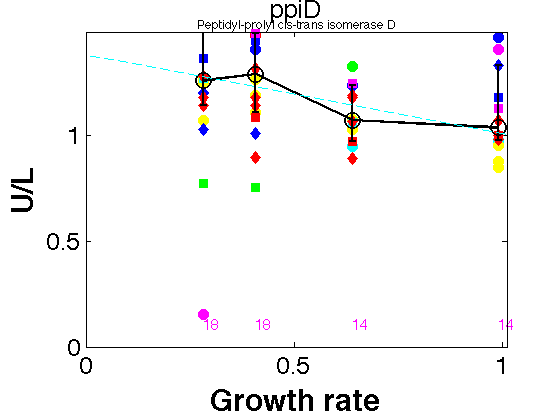 ppiD
Peptidyl-prolyl cis-trans isomerase D
1
0.5
0
U/L
18
18
14
14
0
0.5
1
Growth rate